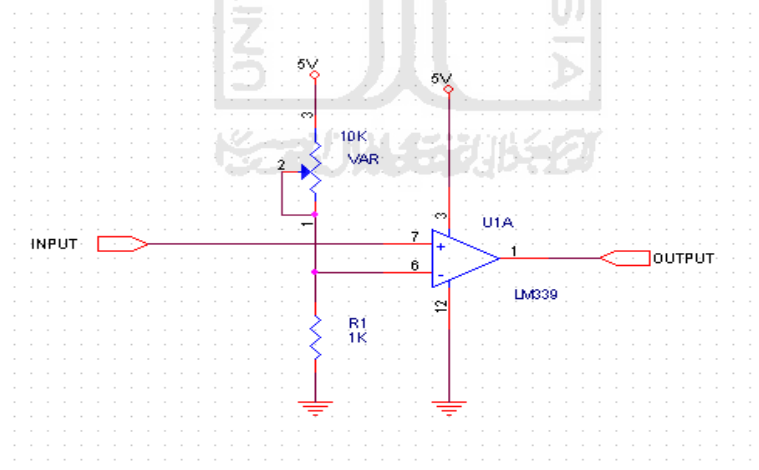 5V
5V
3
10K
VAR
2
1
3
U1A
INPUT
7
+
1
OUTPUT
6
-
LM339
12
R1
1K